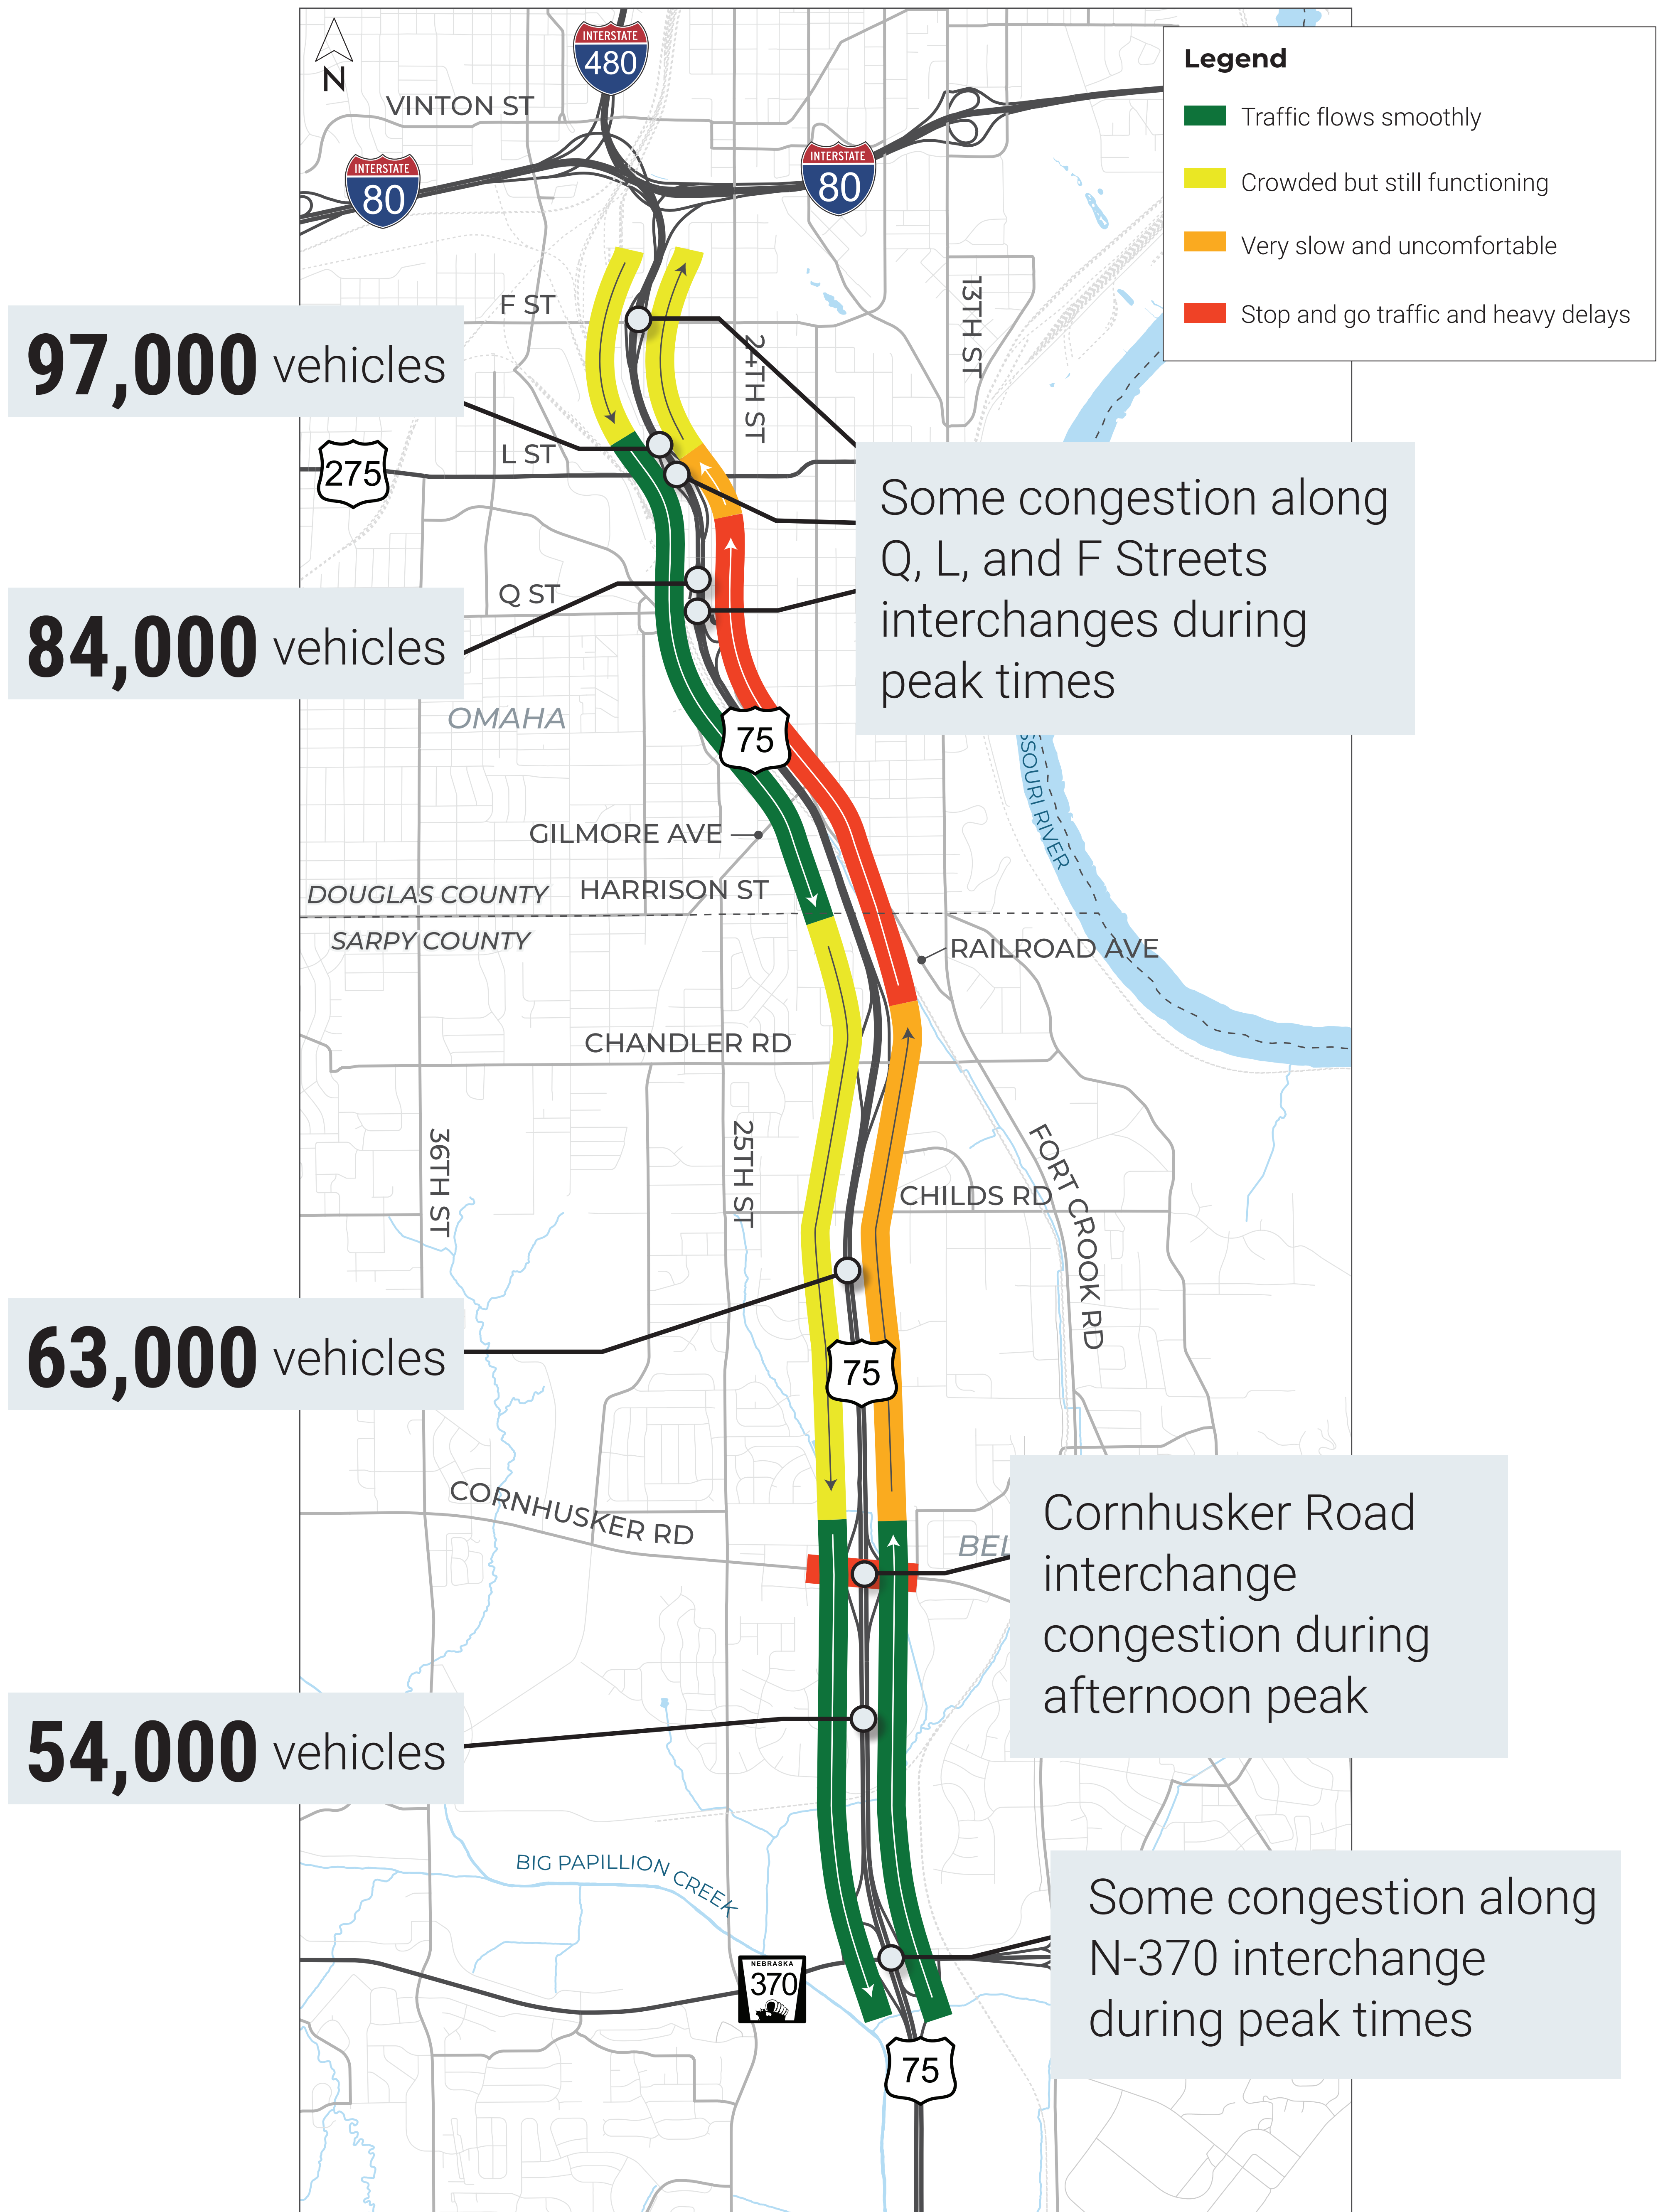 N
INTERSTATE
480
VINTON ST
INTERSTATE
80
INTERSTATE
80
Legend
Traffic flows smoothly
Crowded but still functioning
Very slow and uncomfortable
Stop and go traffic and heavy delays
F ST
24TH ST
13TH ST
97,000 vehicles
L ST
275
Some congestion along
Q, L, and F Streets
interchanges during
peak times
Q ST
84,000 vehicles
OMAHA
75
SSOURI RIVER
GILMORE AVE
DOUGLAS COUNTY
HARRISON ST
SARPY COUNTY
RAILROAD AVE
CHANDLER RD
36TH ST
25TH ST
CHILDS RD
FORT CROOK RD
63,000 vehicles
75
CORNHUSKER RD
BEL
Cornhusker Road
interchange
congestion during
afternoon peak
54,000 vehicles
BIG PAPILLION CREEK
Some congestion along
N-370 interchange
during peak times
NEBRASKA
370
75